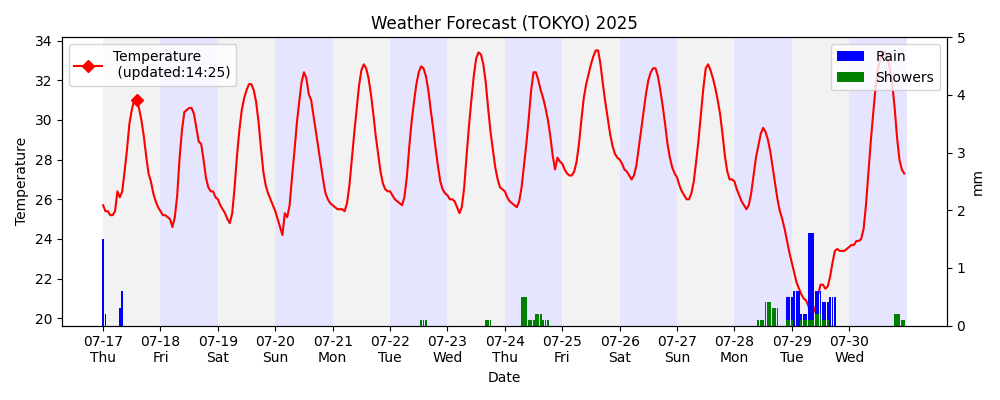 Weather Forecast (TOKYO) 2025
Temperature
(updated:14:25)
Rain
Showers
34
32
30
28
26
24
22
20
Temperature
5
4
3
2
1
0
mm
07-17 07-18 07-19 07-20 07-21 07-22 07-23 07-24 07-25 07-26 07-27 07-28 07-29 07-30
Thu Fri Sat Sun Mon Tue Wed Thu Fri Sat Sun Mon Tue Wed
Date